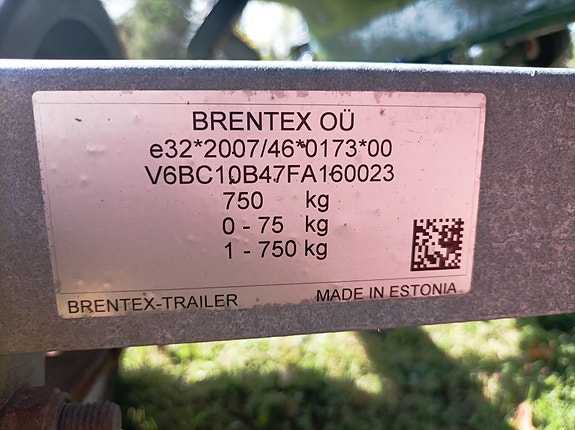 BRENTEX OÜ
e32*2007/46*0173*00
V6BC10B47FA160023
750 kg
0 - 75 kg
1 - 750 kg
BRENTEX-TRAILER MADE IN ESTONIA